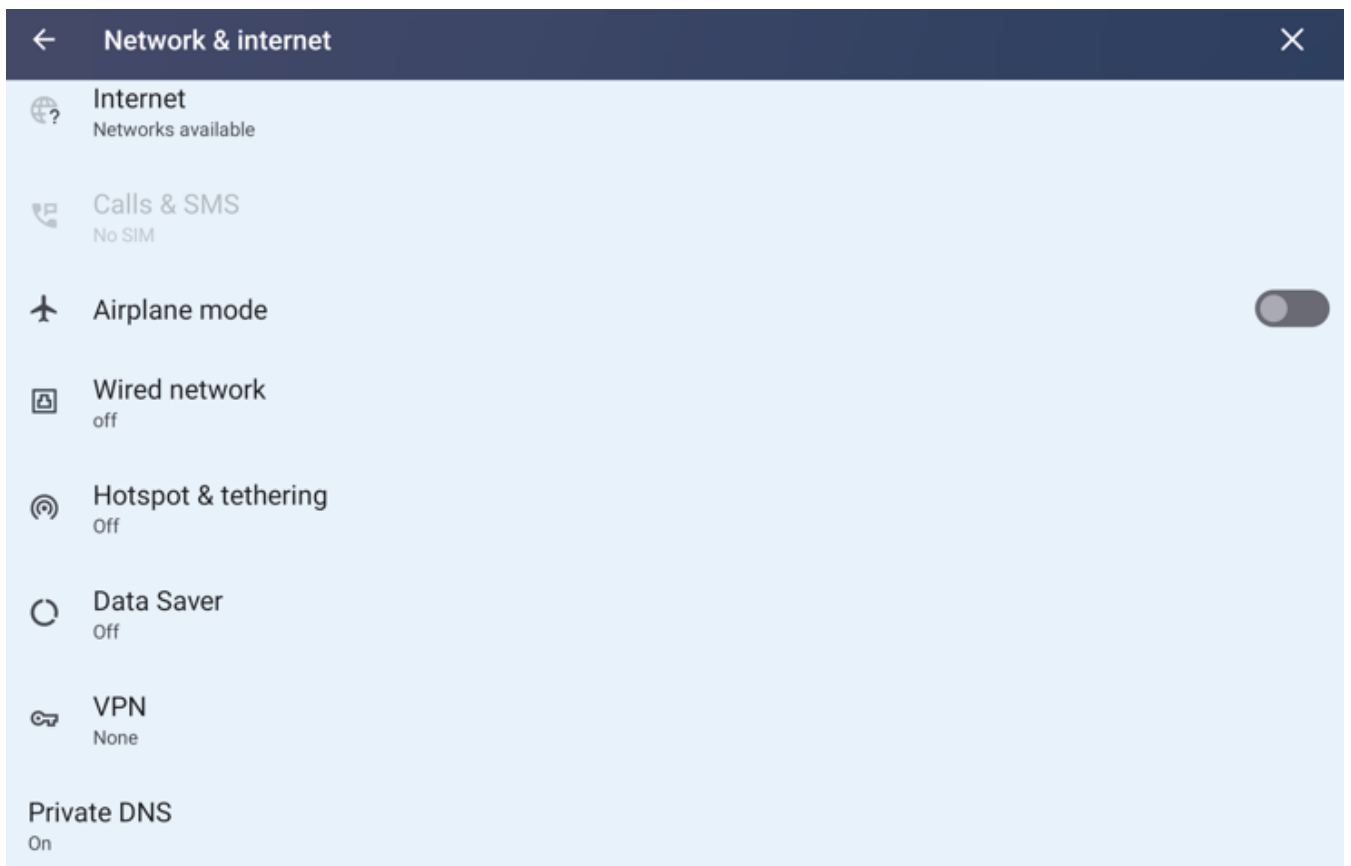 Network & internet
Internet
Networks available
Calls & SMS
No SIM
Airplane mode
Wired network
off
Hotspot & tethering
Off
Data Saver
Off
VPN
None
Private DNS
On